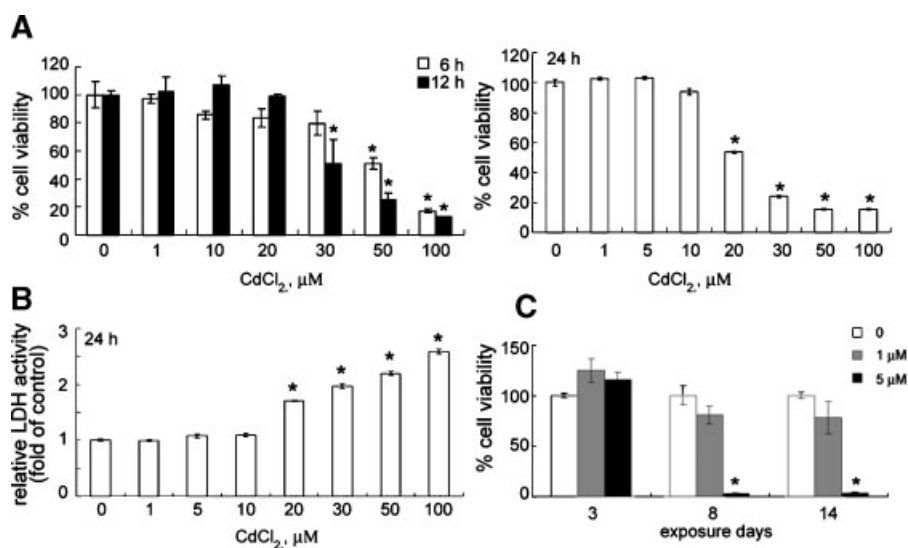 A
6 h
12 h
% cell viability
120
100
80
60
40
20
0
* * * * *
0 1 10 20 30 50 100
CdCl2., µM
24 h
% cell viability
120
100
80
60
40
20
0
* * * *
0 1 5 10 20 30 50 100
CdCl2., µM
B
24 h
relative LDH activity
(fold of control)
3
2
2
1
1
0
* * * *
0 1 5 10 20 30 50 100
CdCl2., µM
C
0
1 µM
5 µM
% cell viability
150
100
50
0
* *
3 8 14
exposure days